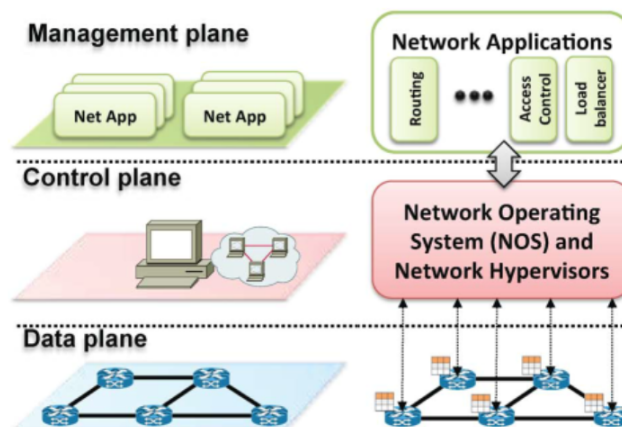 Management plane
Net App
Net App
Network Applications
Routing
Access
Control
Load
balancer
Control plane
Network Operating
System (NOS) and
Network Hypervisors
Data plane